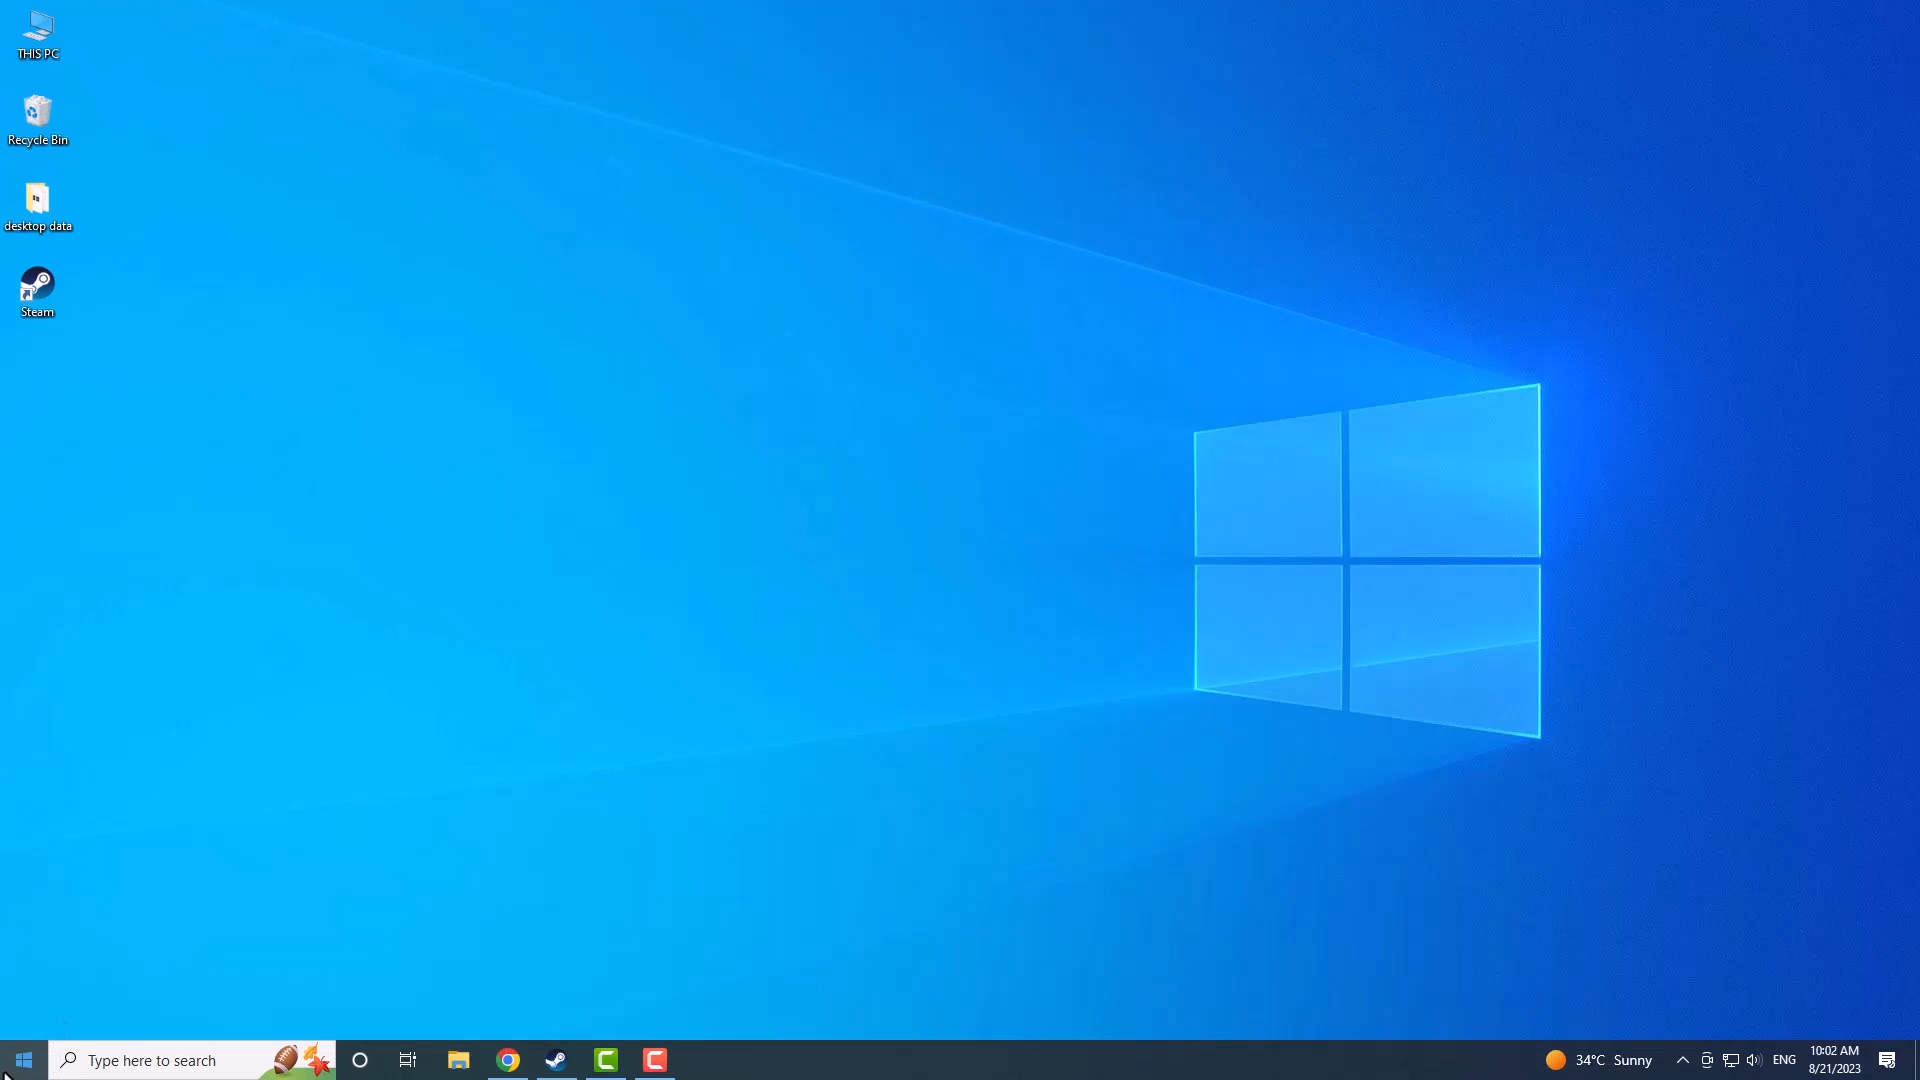 THIS PC
Recycle Bin
desktop data
Steam
Type here to search
34°C Sunny
ENG
10:02 AM
8/21/2023